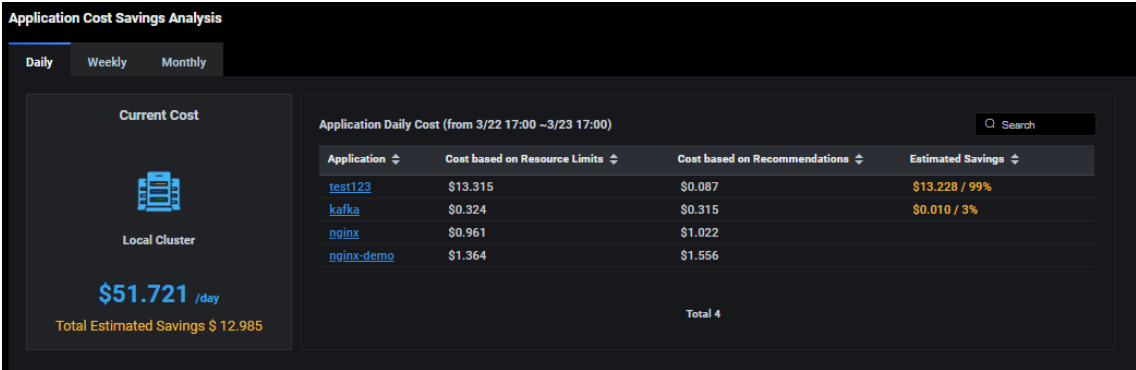 Application Cost Savings Analysis
Daily Weekly Monthly
Current Cost
Local Cluster
$51.721 /day
Total Estimated Savings $ 12.985
Application Daily Cost (from 3/22 17:00 ~3/23 17:00)
Search
Application Cost based on Resource Limits Cost based on Recommendations Estimated Savings
test123 $13.315 $0.087 $13.228 / 99%
kafka $0.324 $0.315 $0.010 / 3%
nginx $0.961 $1.022
nginx-demo $1.364 $1.556
Total 4